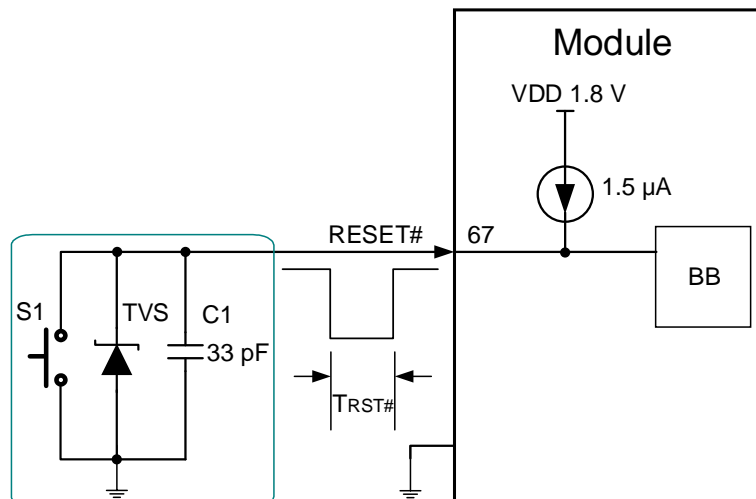 Module
VDD 1.8 V
1.5 µA
RESET#
67
BB
S1
TVS
C1
33 pF
TRST#